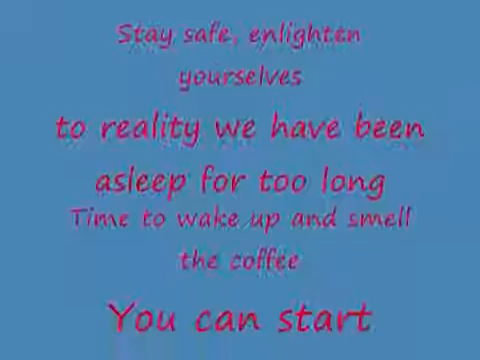 Stay safe, enlighten
yourselves
to reality we have been
asleep for too long
Time to wake up and smell
the coffee
You can start